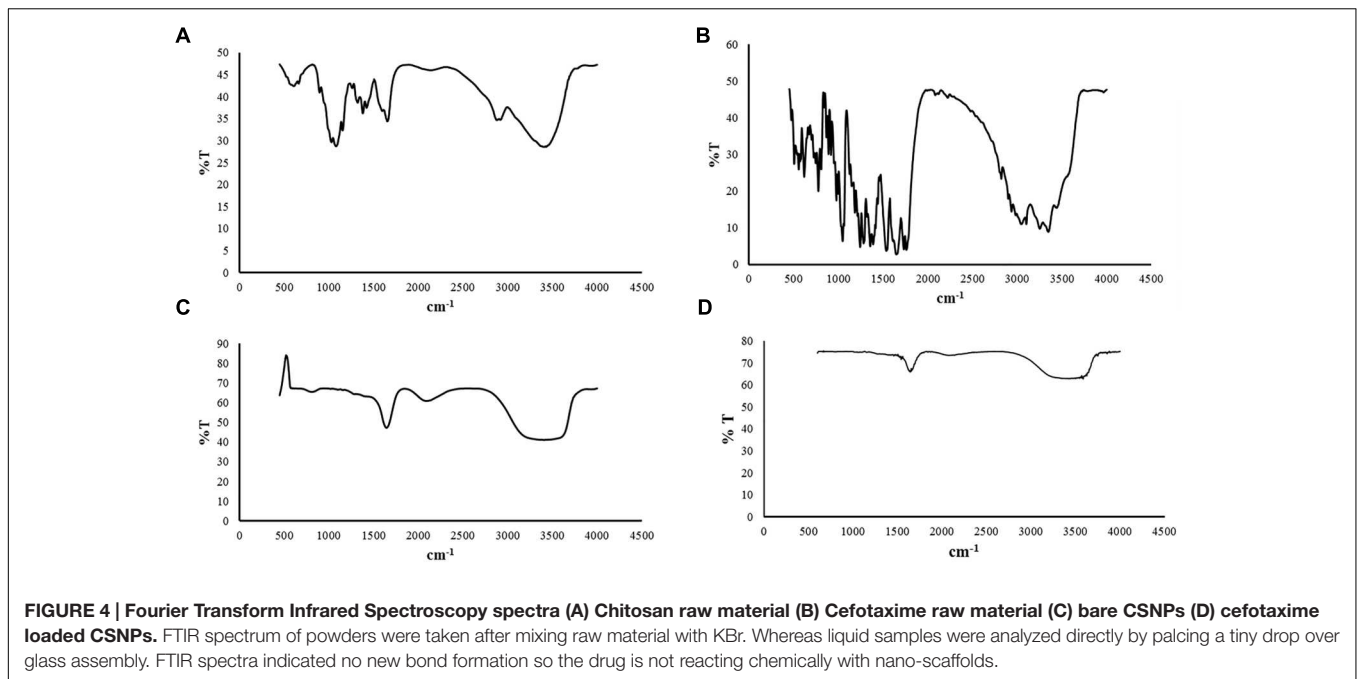 A
50
45
40
35
30
25
20
15
10
5
0
%T
0 500 1000 1500 2000 2500 3000 3500 4000 4500
cm-1
B
60
50
40
30
20
10
0
%T
0 500 1000 1500 2000 2500 3000 3500 4000 4500
cm-1
C
90
80
70
60
50
40
30
20
10
0
%T
0 500 1000 1500 2000 2500 3000 3500 4000 4500
cm-1
D
80
70
60
50
40
30
20
10
0
% T
0 500 1000 1500 2000 2500 3000 3500 4000 4500
cm-1
FIGURE 4 | Fourier Transform Infrared Spectroscopy spectra (A) Chitosan raw material (B) Cefotaxime raw material (C) bare CSNPs (D) cefotaxime
loaded CSNPs. FTIR spectrum of powders were taken after mixing raw material with KBr. Whereas liquid samples were analyzed directly by palcing a tiny drop over
glass assembly. FTIR spectra indicated no new bond formation so the drug is not reacting chemically with nano-scaffolds.